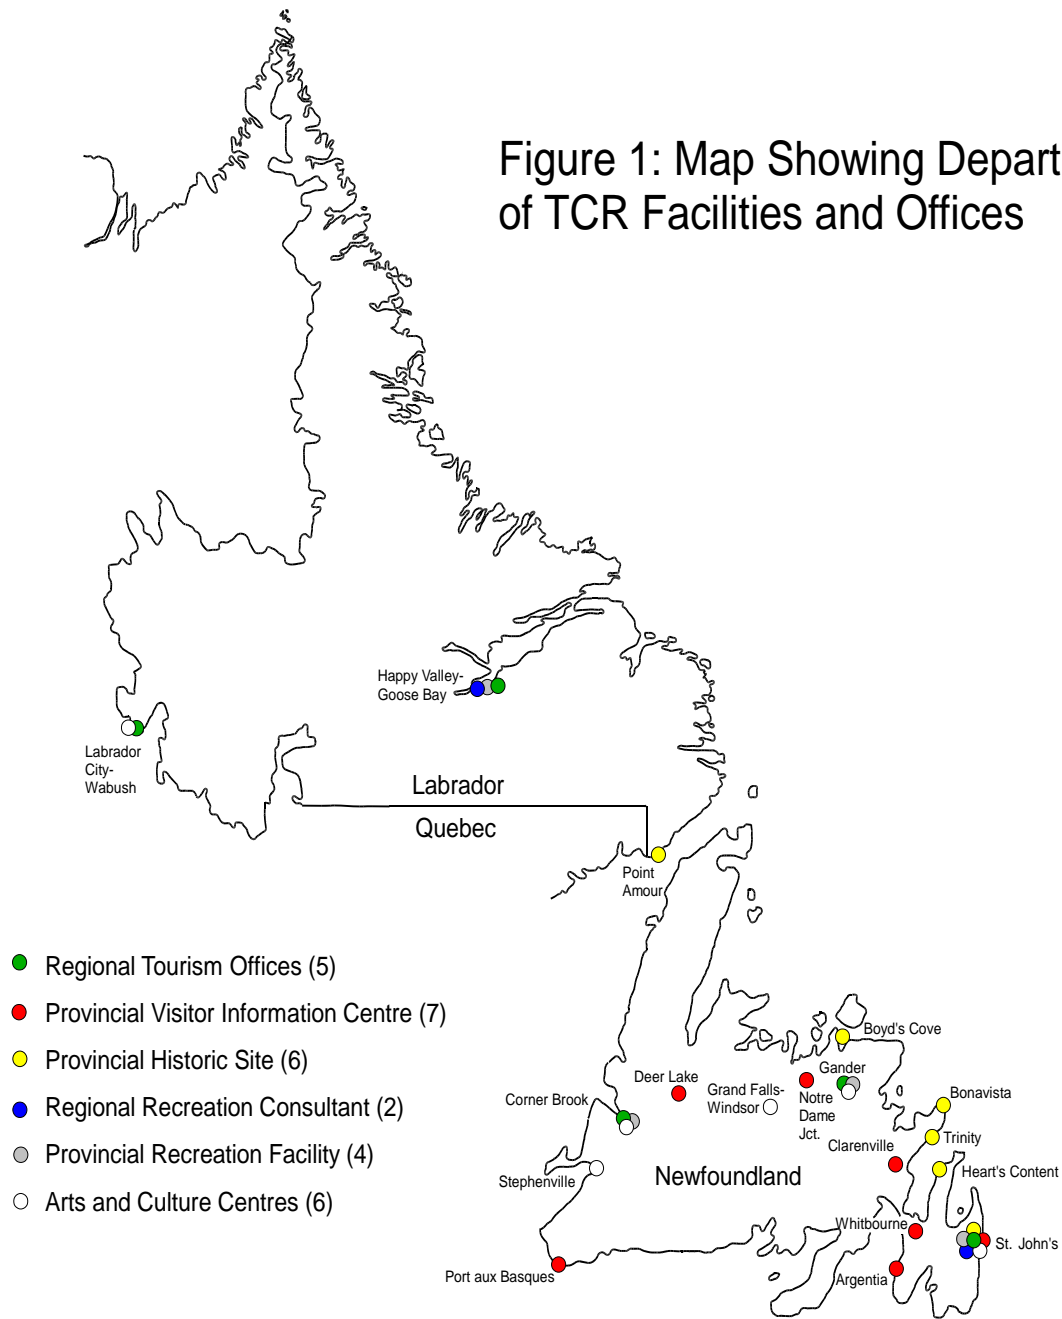 Figure 1: Map Showing Depart
of TCR Facilities and Offices
Happy Valley-
Goose Bay
Labrador
City-
Wabush
Labrador
Quebec
Point
Amour
Regional Tourism Offices (5)
Provincial Visitor Information Centre (7)
Provincial Historic Site (6)
Regional Recreation Consultant (2)
Provincial Recreation Facility (4)
Arts and Culture Centres (6)
Boyd's Cove
Gander
Deer Lake
Grand Falls-
Windsor
Notre
Dame
Jct.
Corner Brook
Bonavista
Trinity
Clarenville
Heart's Content
Stephenville
Newfoundland
Whitbourne
St. John's
Port aux Basques
Argentia